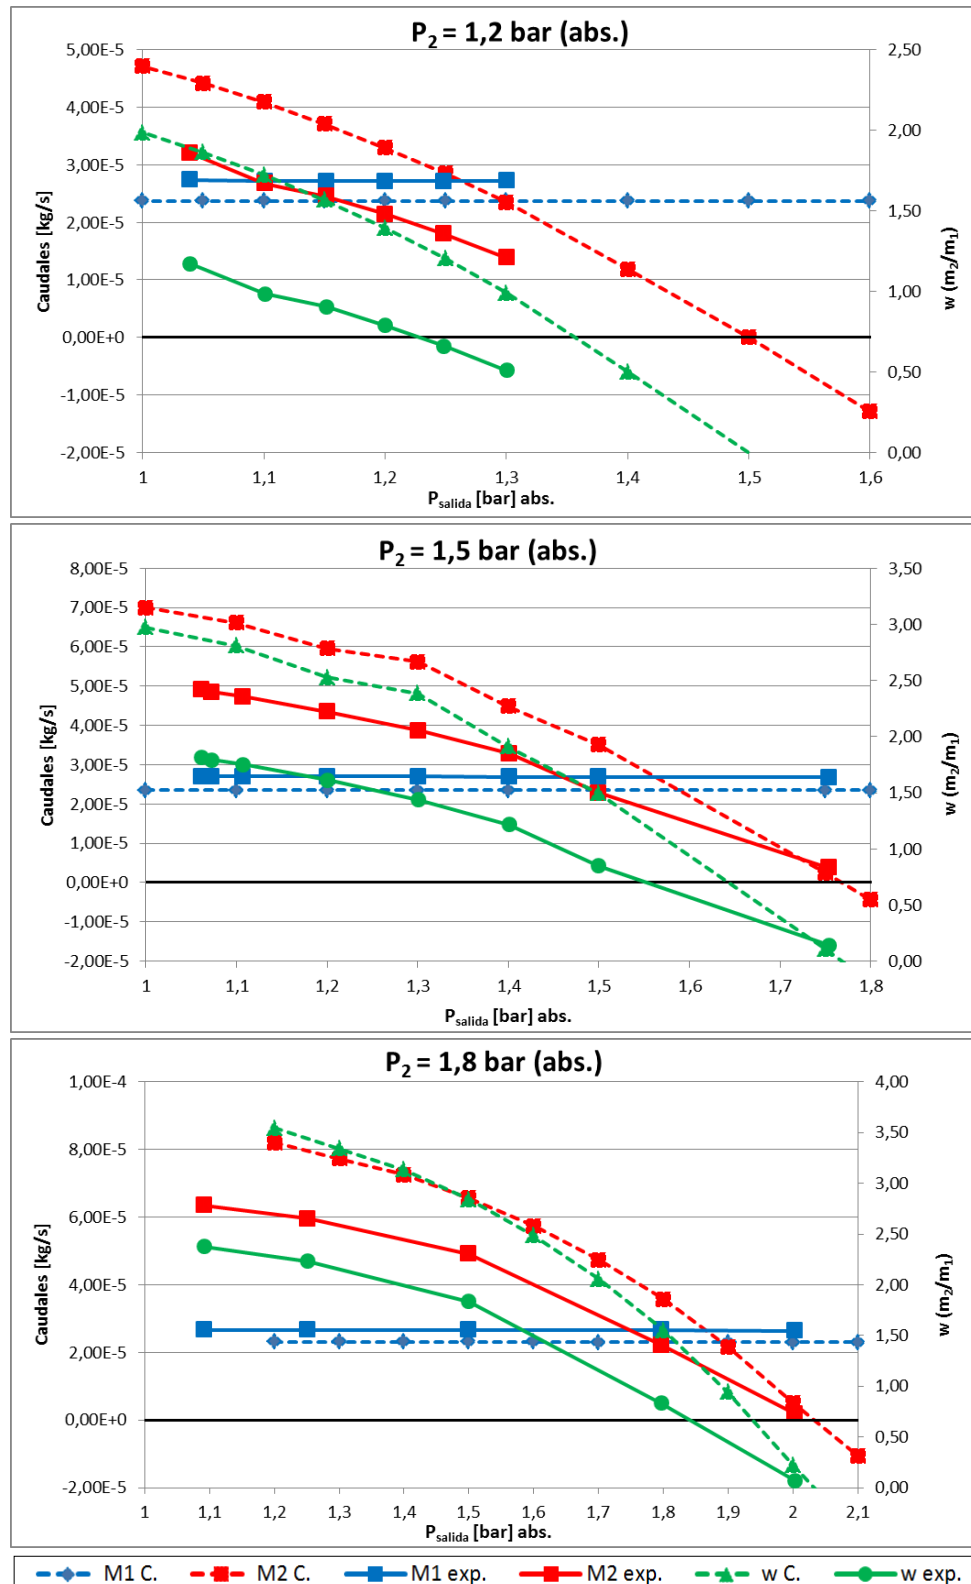 P2 = 1,2 bar (abs.)
5,00E-5
4,00E-5
3,00E-5
2,00E-5
1,00E-5
0,00E+0
-1,00E-5
-2,00E-5
Caudales [kg/s]
2,50
2,00
1,50
1,00
0,50
0,00
w (m2/m1)
1 1,1 1,2 1,3 1,4 1,5 1,6
Psalida [bar] abs.
P2 = 1,5 bar (abs.)
8,00E-5
7,00E-5
6,00E-5
5,00E-5
4,00E-5
3,00E-5
2,00E-5
1,00E-5
0,00E+0
-1,00E-5
-2,00E-5
Caudales [kg/s]
3,50
3,00
2,50
2,00
1,50
1,00
0,50
0,00
w (m2/m1)
1 1,1 1,2 1,3 1,4 1,5 1,6 1,7 1,8
Psalida [bar] abs.
P2 = 1,8 bar (abs.)
1,00E-4
8,00E-5
6,00E-5
4,00E-5
2,00E-5
0,00E+0
-2,00E-5
Caudales [kg/s]
4,00
3,50
3,00
2,50
2,00
1,50
1,00
0,50
0,00
w (m2/m1)
1 1,1 1,2 1,3 1,4 1,5 1,6 1,7 1,8 1,9 2 2,1
Psalida [bar] abs.
M1 C. M2 C. M1 exp. M2 exp. w C. w exp.